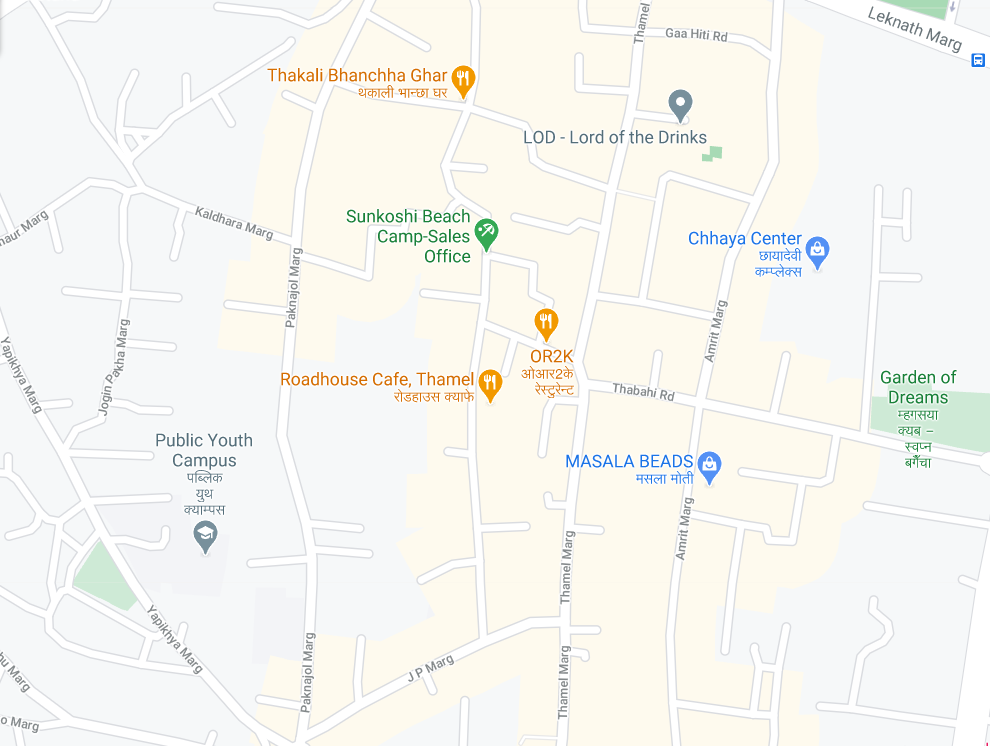 Leknath Marg
Thamel
Gaa Hiti Rd
Thakali Bhanchha Ghar
थकाली भान्छा घर
LOD - Lord of the Drinks
Kaldhara Marg
Sunkoshi Beach
Camp-Sales
Office
Chhaya Center
छायादेवी
कम्प्लेक्स
Paknajol Marg
Amrit Marg
Yapikhya Marg
Jogin Pakha Marg
OR2K
ओआर2के
रेस्टुरेन्ट
Roadhouse Cafe, Thamel
रोडहाउस क्याफे
Thabahi Rd
Garden of
Dreams
म्हगसया
क्यब –
स्वप्न
बगैँचा
Public Youth
Campus
पब्लिक
युथ
क्याम्पस
MASALA BEADS
मसला मोती
Amrit Marg
Thamel Marg
Yapikhya Marg
Paknajol Marg
J P Marg
Thamel Marg